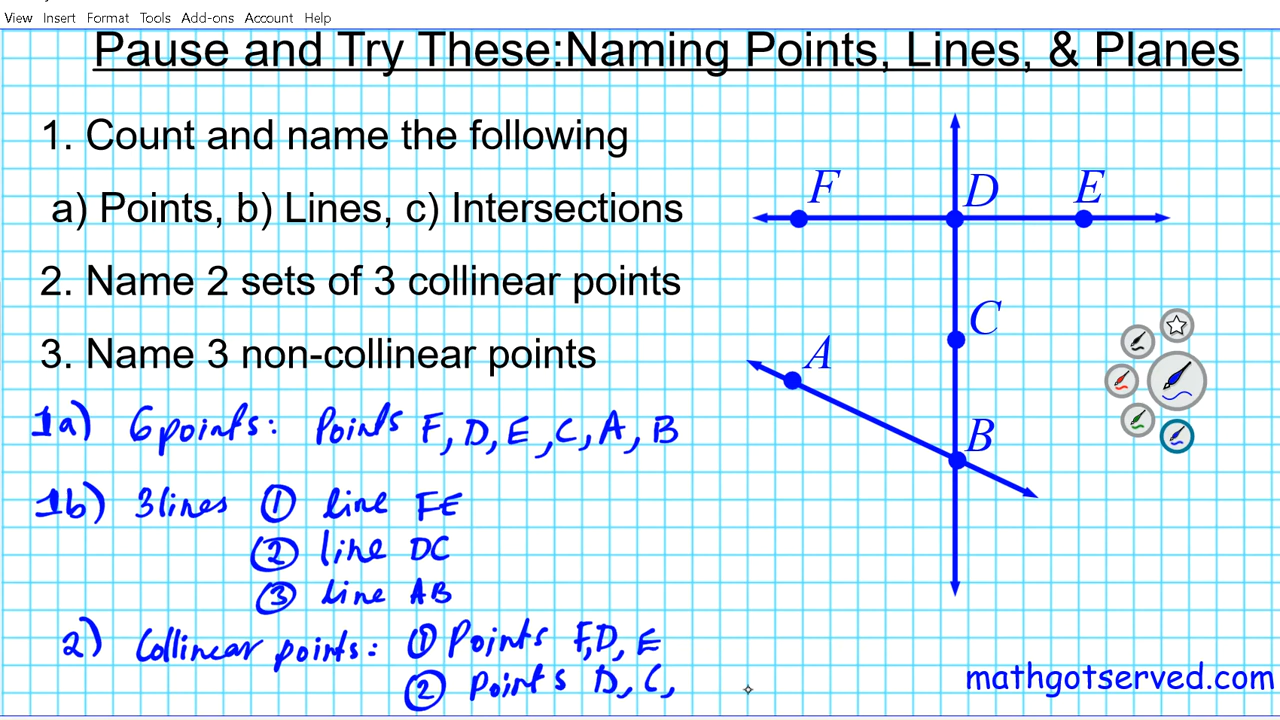 View Insert Format Tools Add-ons Account Help
Pause and Try These:Naming Points, Lines, & Planes
1. Count and name the following
a) Points, b) Lines, c) Intersections
2. Name 2 sets of 3 collinear points
3. Name 3 non-collinear points
1a) 6 points: Points F, D, E, C, A, B
1b) 3 lines ① line FE
② line DC
③ line AB
2) Collinear points: ① Points F, D, E
② Points D, C,
F D E
C
A
B
mathgotserved.com